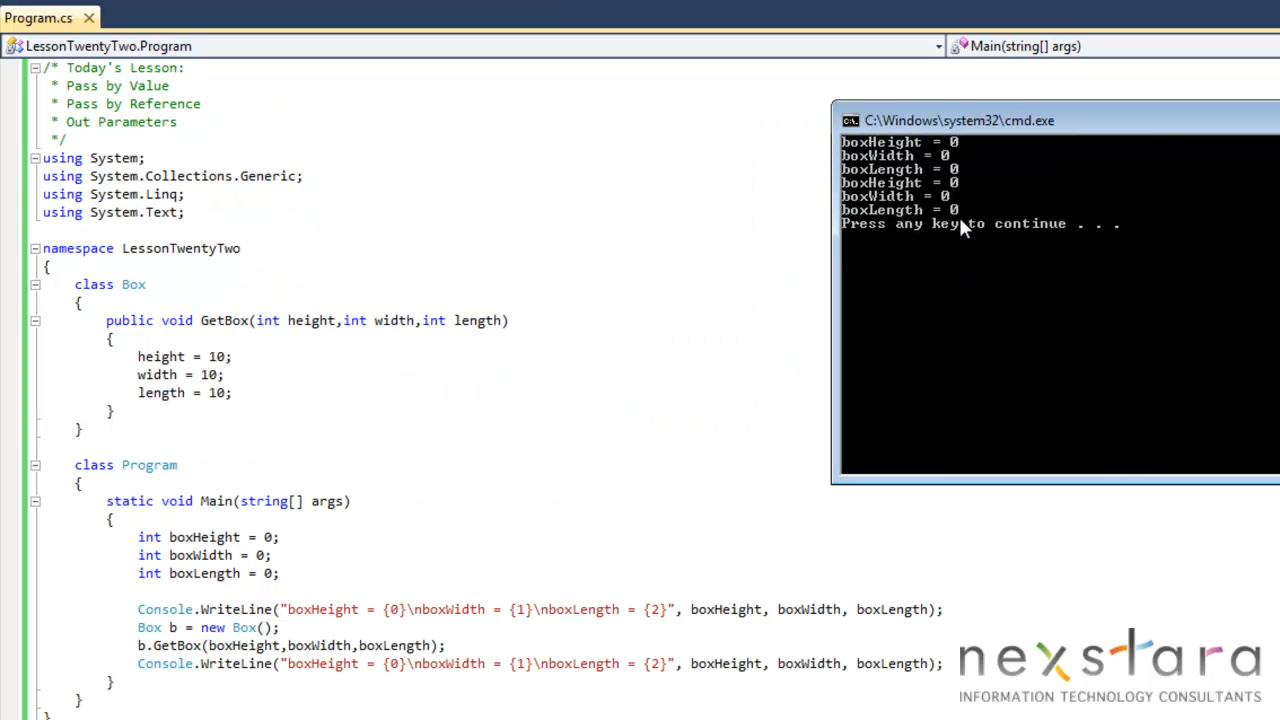 Program.cs
LessonTwentyTwo.Program
Main(string[] args)
/* Today's Lesson:
* Pass by Value
* Pass by Reference
* Out Parameters
*/
using System;
using System.Collections.Generic;
using System.Linq;
using System.Text;
namespace LessonTwentyTwo
{
class Box
{
public void GetBox(int height,int width,int length)
{
height = 10;
width = 10;
length = 10;
}
}
class Program
{
static void Main(string[] args)
{
int boxHeight = 0;
int boxWidth = 0;
int boxLength = 0;
Console.WriteLine("boxHeight = {0}\nboxWidth = {1}\nboxLength = {2}", boxHeight, boxWidth, boxLength);
Box b = new Box();
b.GetBox(boxHeight,boxWidth,boxLength);
Console.WriteLine("boxHeight = {0}\nboxWidth = {1}\nboxLength = {2}", boxHeight, boxWidth, boxLength);
}
}
}
C:\Windows\system32\cmd.exe
boxHeight = 0
boxWidth = 0
boxLength = 0
boxHeight = 0
boxWidth = 0
boxLength = 0
Press any key to continue . . .
nexstara
INFORMATION TECHNOLOGY CONSULTANTS